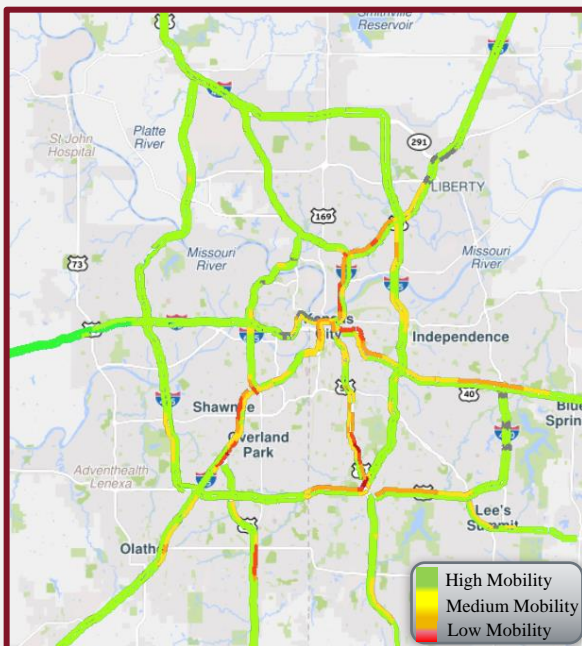 Smithville
Reservoir
Platte
River
St John
Hospital
291
LIBERTY
169
Missouri
River
Missouri
River
73
Independence
40
Shawnee
Blue
Sprin
Overland
Park
Adventhealth
Lenexa
Lee's
Summit
Olathe
High Mobility
Medium Mobility
Low Mobility